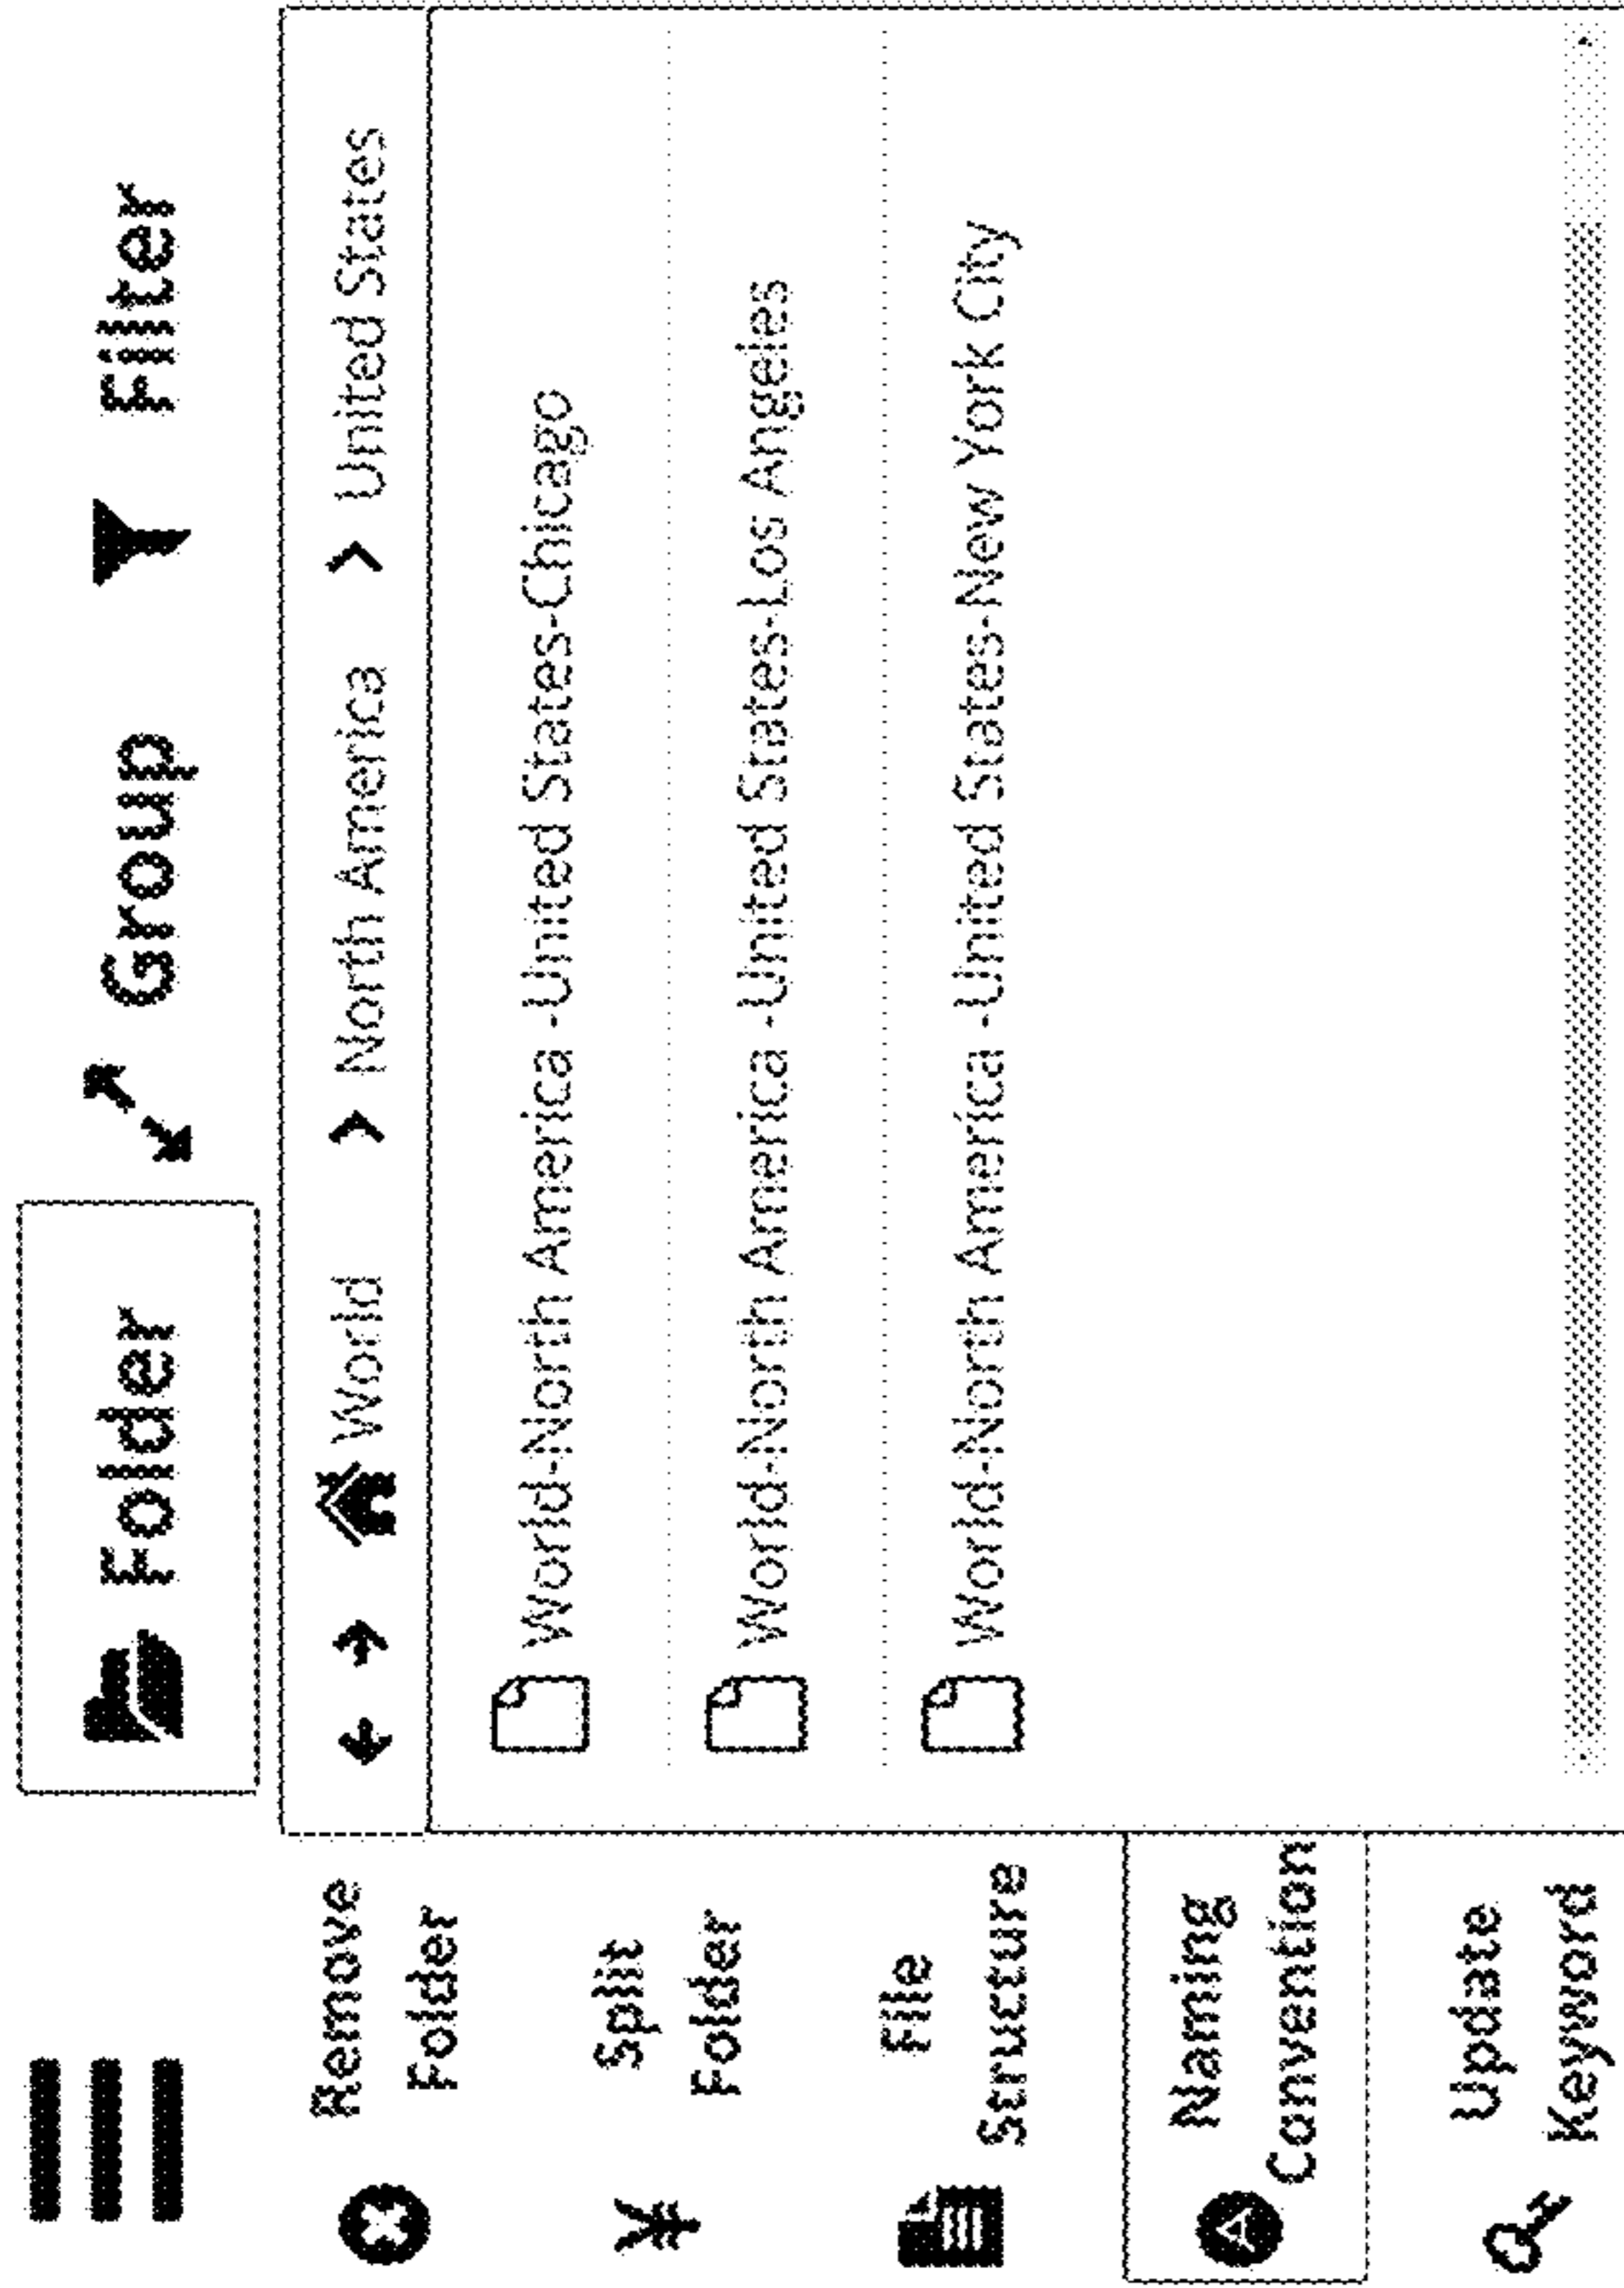 Folder
Group
Filter
World > North America > United States
Remove
Folder
Split
Folder
File
Structure
Naming
Convention
Update
Keyword
World-North America -United States-Chicago
World-North America -United States-Los Angeles
World-North America -United States-New York City